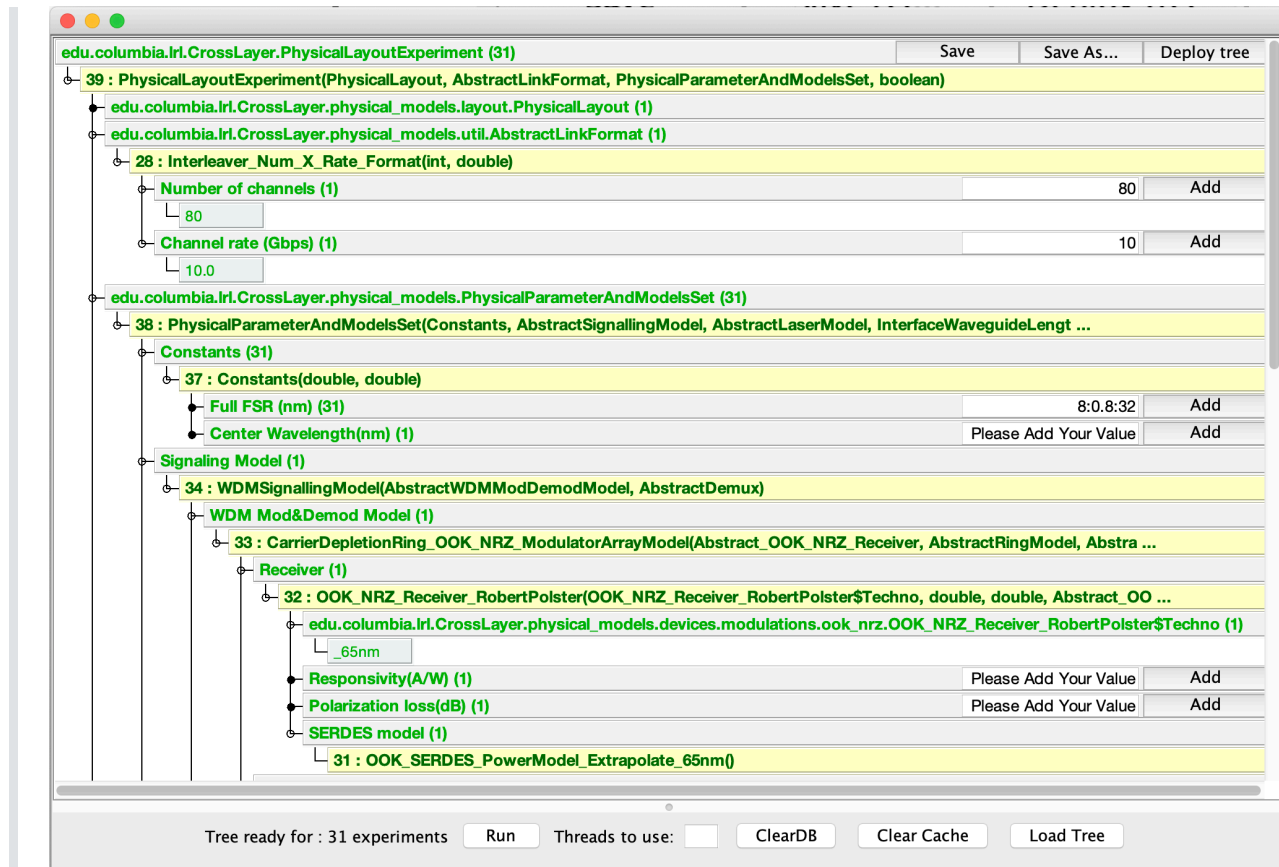 edu.columbia.lrl.CrossLayer.PhysicalLayoutExperiment (31) Save Save As... Deploy tree
39 : PhysicalLayoutExperiment(PhysicalLayout, AbstractLinkFormat, PhysicalParameterAndModelsSet, boolean)
edu.columbia.lrl.CrossLayer.physical_models.layout.PhysicalLayout (1)
edu.columbia.lrl.CrossLayer.physical_models.util.AbstractLinkFormat (1)
28 : Interleaver_Num_X_Rate_Format(int, double)
Number of channels (1) 80 Add
80
Channel rate (Gbps) (1) 10 Add
10.0
edu.columbia.lrl.CrossLayer.physical_models.PhysicalParameterAndModelsSet (31)
38 : PhysicalParameterAndModelsSet(Constants, AbstractSignallingModel, AbstractLaserModel, InterfaceWaveguideLengt ...
Constants (31)
37 : Constants(double, double)
Full FSR (nm) (31) 8:0.8:32 Add
Center Wavelength(nm) (1) Please Add Your Value Add
Signaling Model (1)
34 : WDMSignallingModel(AbstractWDMModDemodModel, AbstractDemux)
WDM Mod&Demod Model (1)
33 : CarrierDepletionRing_OOK_NRZ_ModulatorArrayModel(Abstract_OOK_NRZ_Receiver, AbstractRingModel, Abstra ...
Receiver (1)
32 : OOK_NRZ_Receiver_RobertPolster(OOK_NRZ_Receiver_RobertPolster$Techno, double, double, Abstract_OO ...
edu.columbia.lrl.CrossLayer.physical_models.devices.modulations.ook_nrz.OOK_NRZ_Receiver_RobertPolster$Techno (1)
_65nm
Responsivity(A/W) (1) Please Add Your Value Add
Polarization loss(dB) (1) Please Add Your Value Add
SERDES model (1)
31 : OOK_SERDES_PowerModel_Extrapolate_65nm()
Tree ready for : 31 experiments Run Threads to use: ClearDB Clear Cache Load Tree